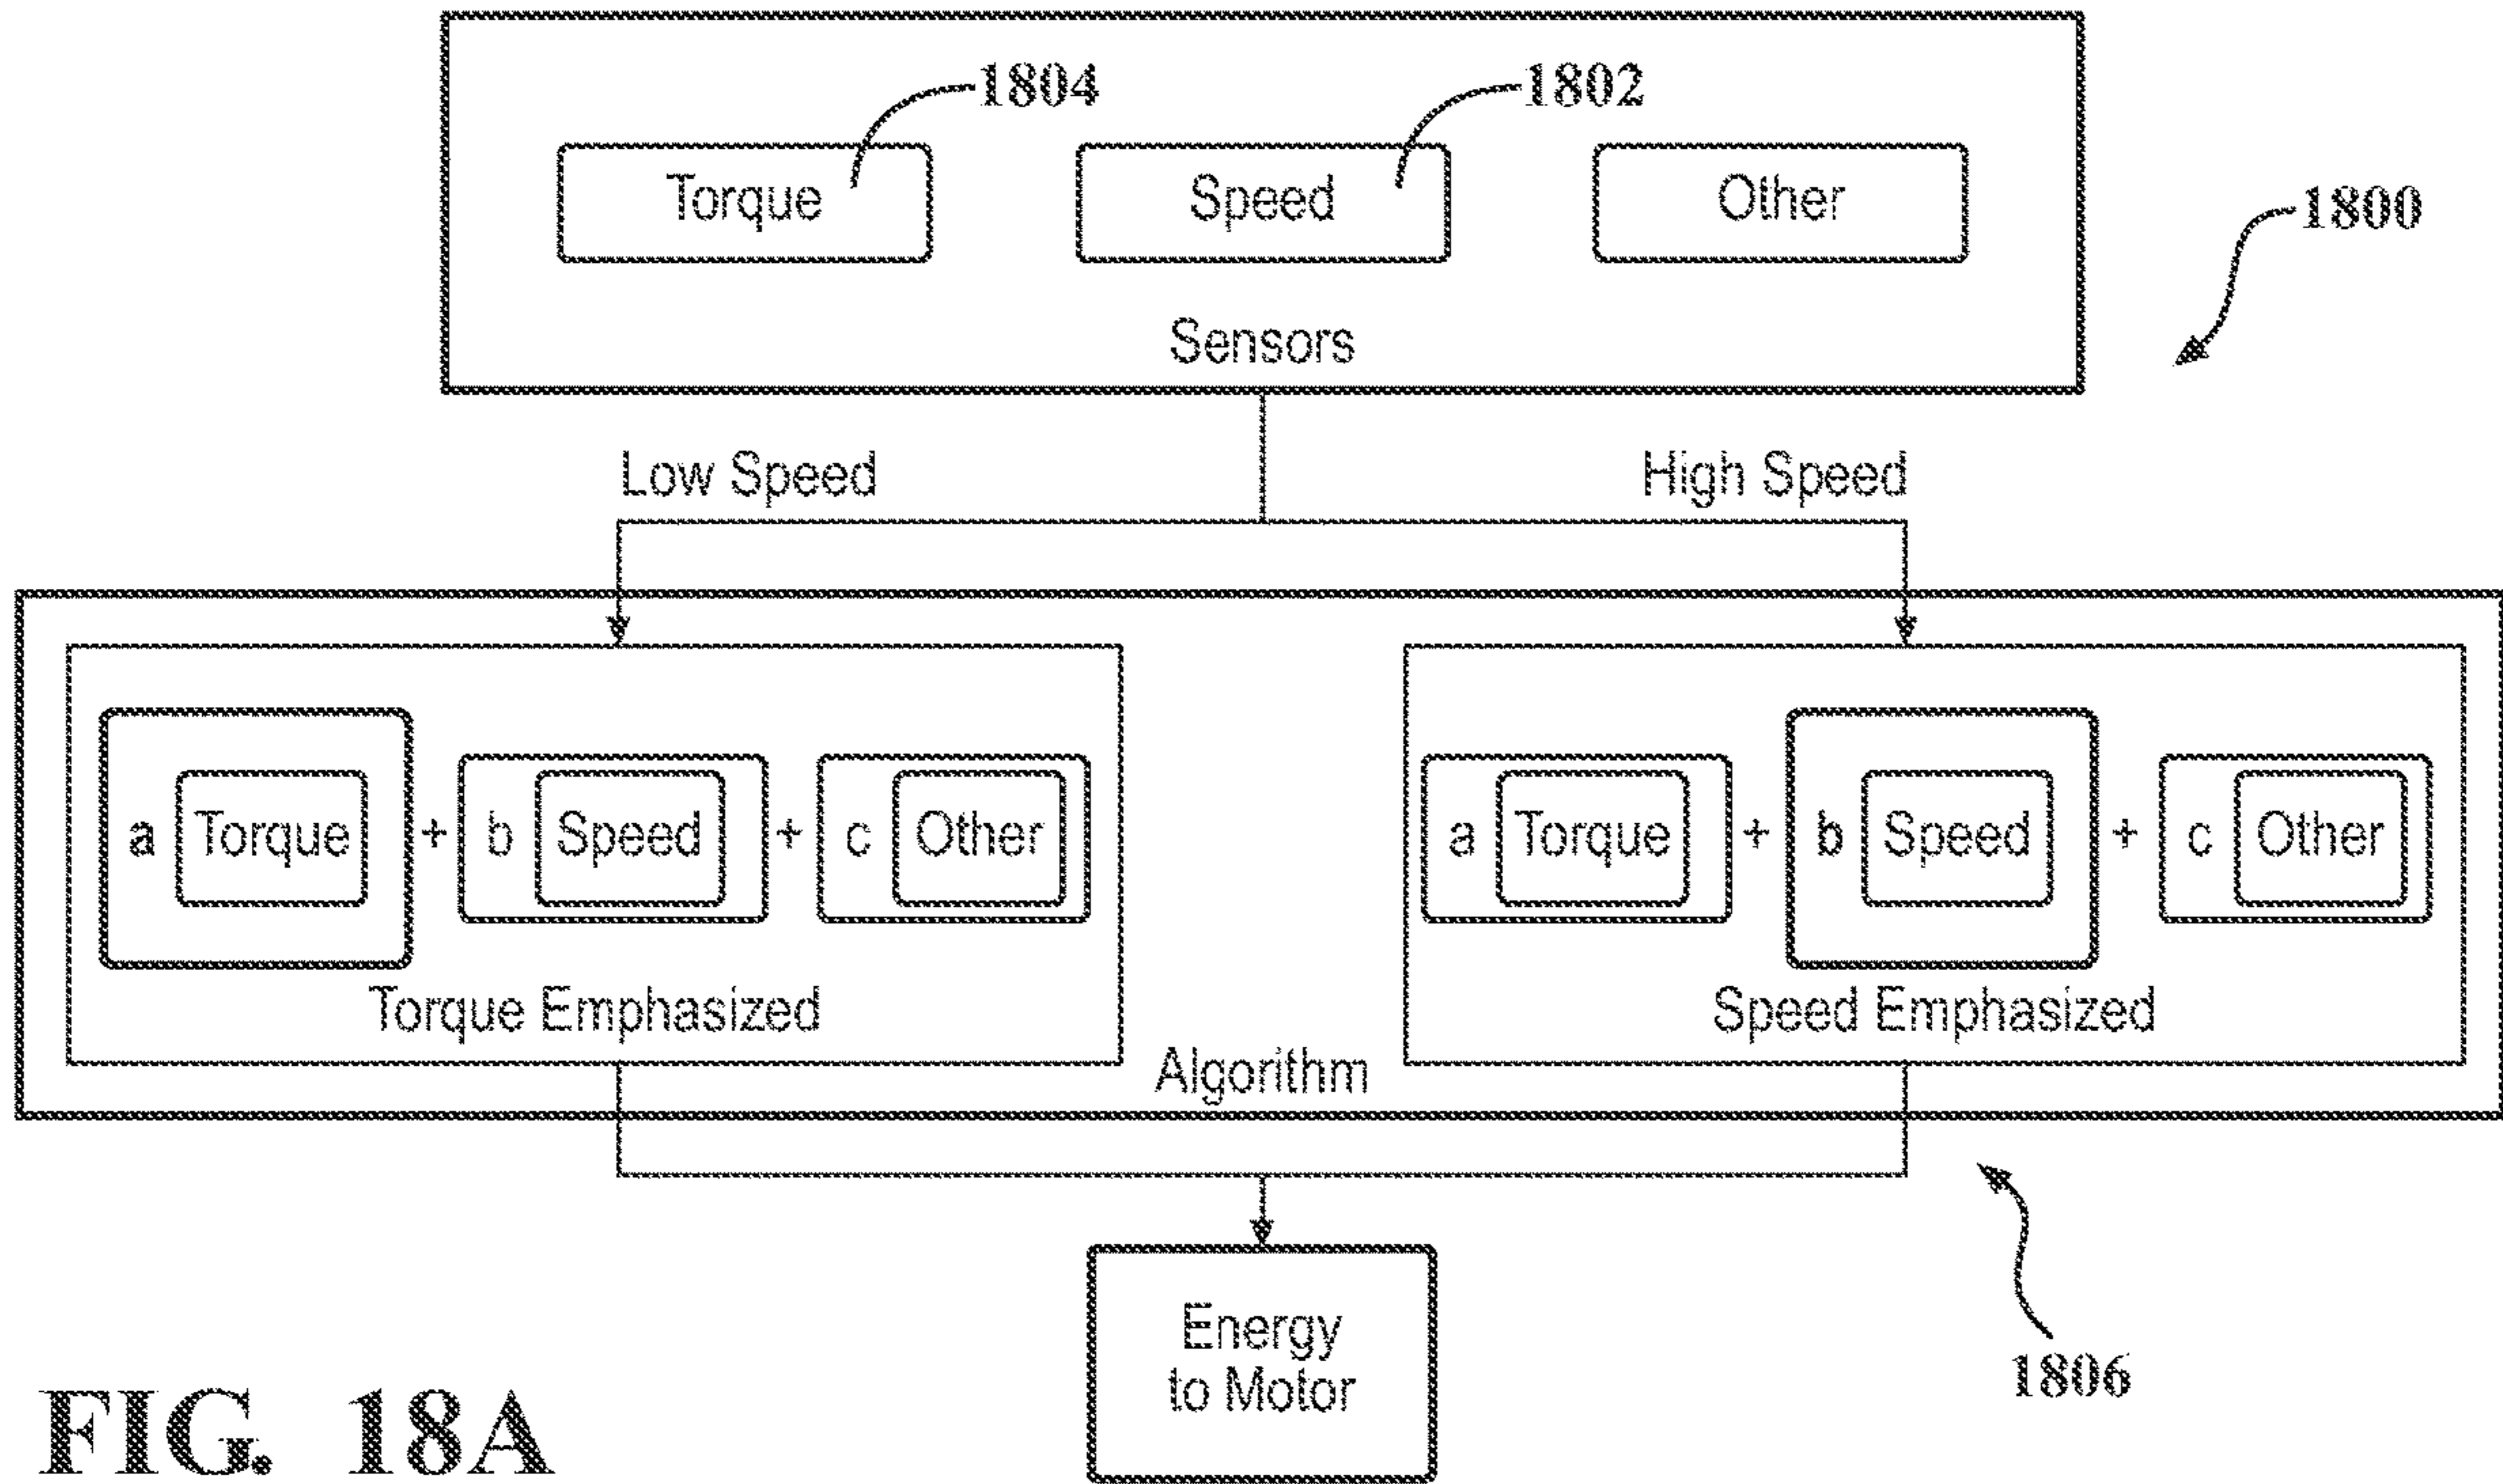 1804
1802
Torque
Speed
Other
1800
Sensors
Low Speed
High Speed
a Torque + b Speed + c Other
a Torque + b Speed + c Other
Torque Emphasized
Speed Emphasized
Algorithm
Energy
to Motor
1806
FIG. 18A